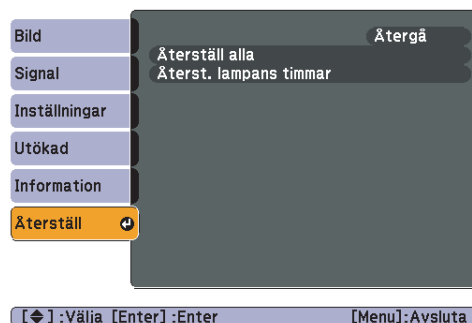 Bild
Signal
Inställningar
Utökad
Information
Återställ
Återgå
Återställ alla
Återst. lampans timmar
[◆] :Välja [Enter] :Enter [Menu]:Avsluta